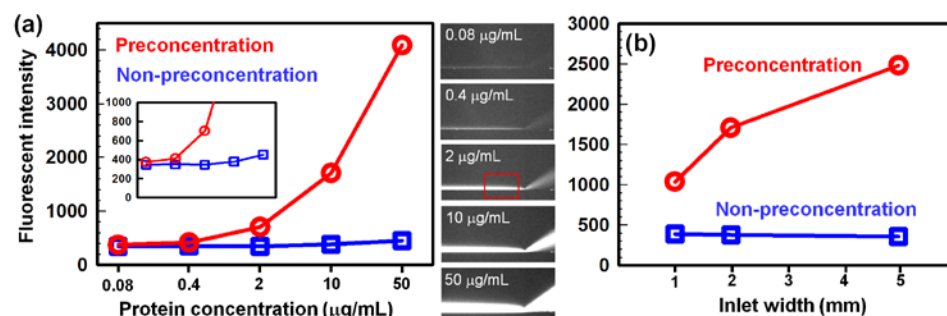 (a)
Fluorescent intensity
4000
3000
2000
1000
0
Preconcentration
Non-preconcentration
1000
800
600
400
200
0
0.08 0.4 2 10 50
Protein concentration (μg/mL)
0.08 μg/mL
0.4 μg/mL
2 μg/mL
10 μg/mL
50 μg/mL
(b)
3000
2500
2000
1500
1000
500
0
Preconcentration
Non-preconcentration
1 2 3 4 5
Inlet width (mm)